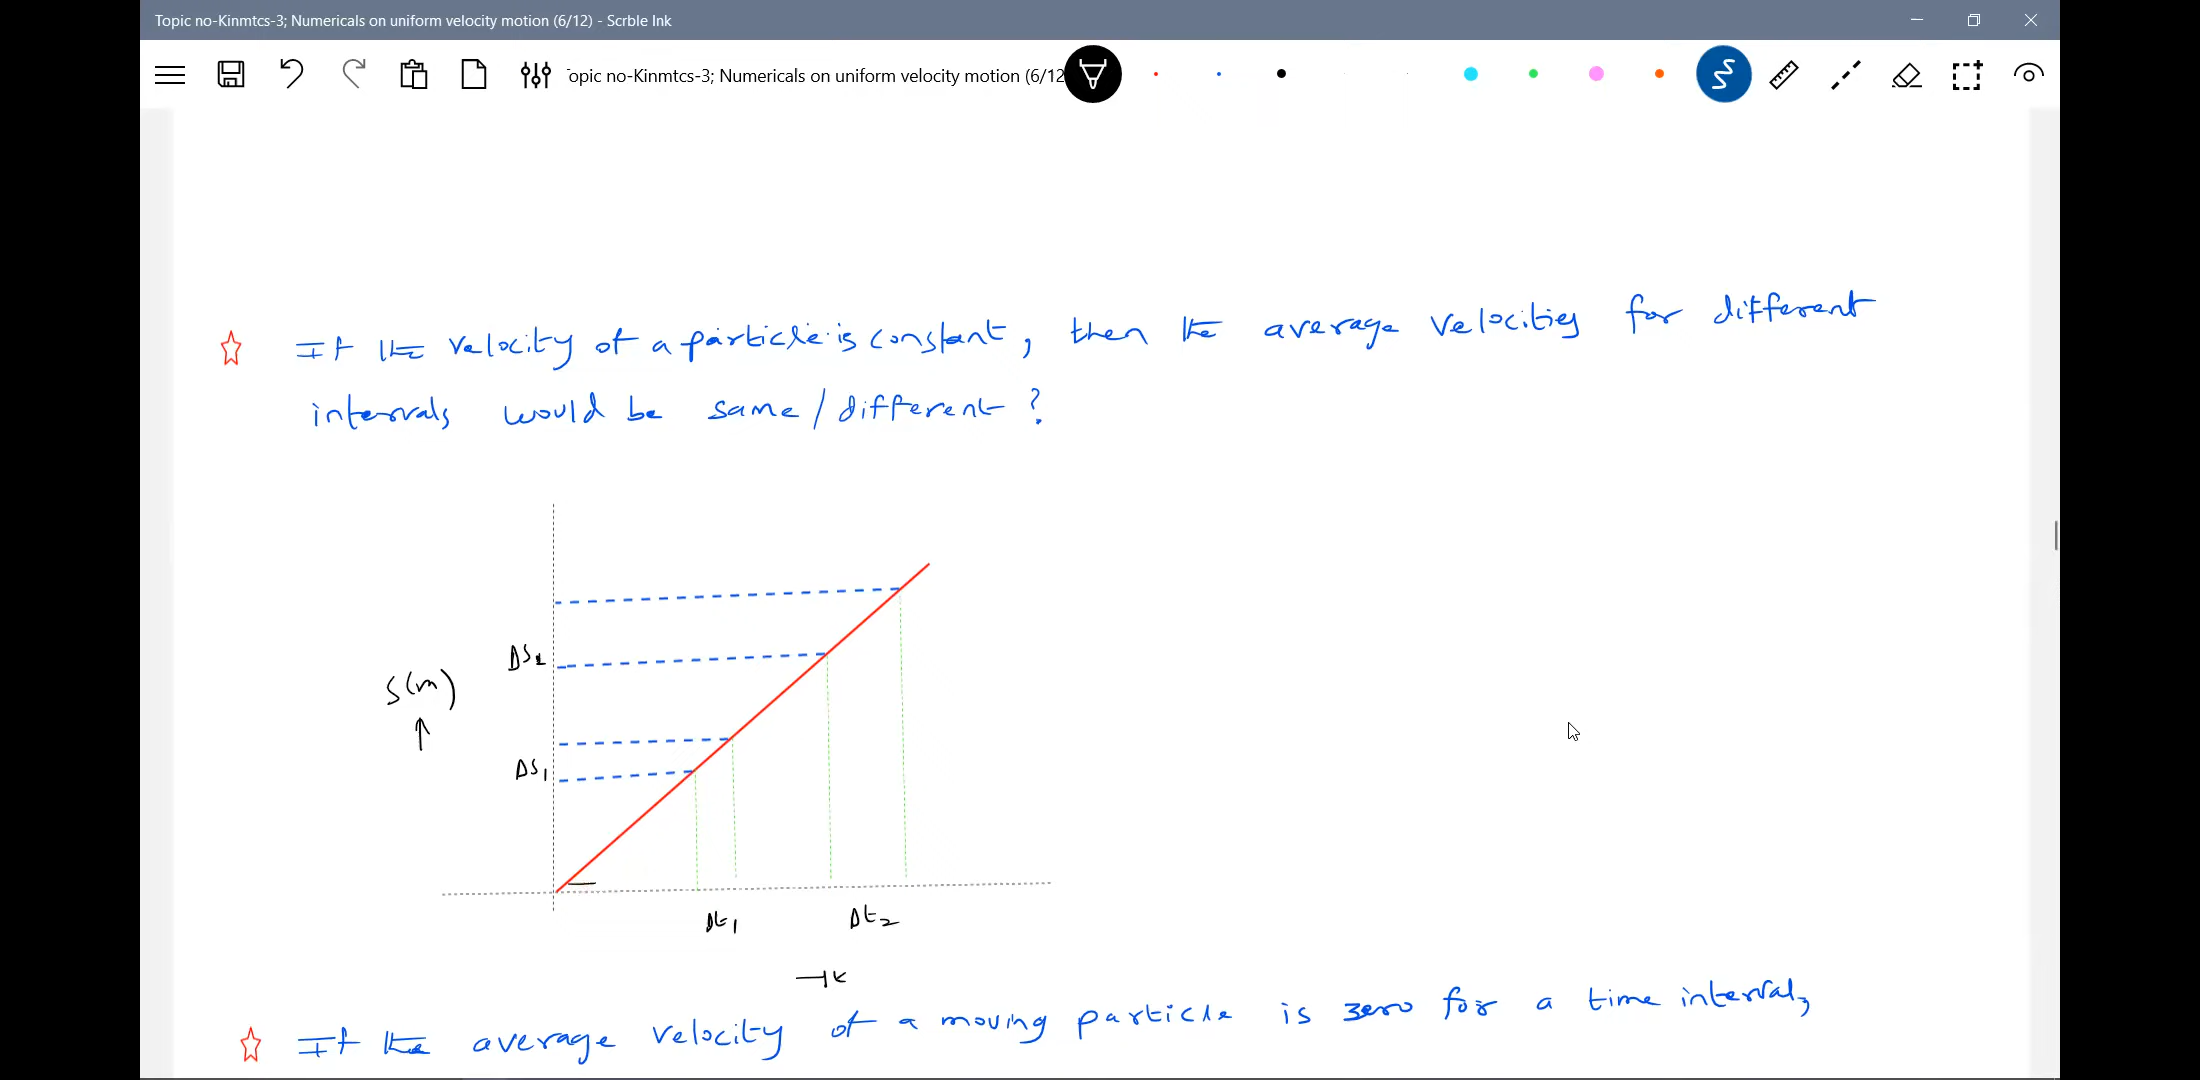 Topic no-Kinmtcs-3; Numericals on uniform velocity motion (6/12) - Scrble Ink
opic no-Kinmtcs-3; Numericals on uniform velocity motion (6/12
If the velocity of a particle is constant, then the average velocities for different
intervals would be same/different?
ΔS2
S(m)
ΔS1
Δt1 Δt2
t
If the average velocity of a moving particle is zero for a time interval,